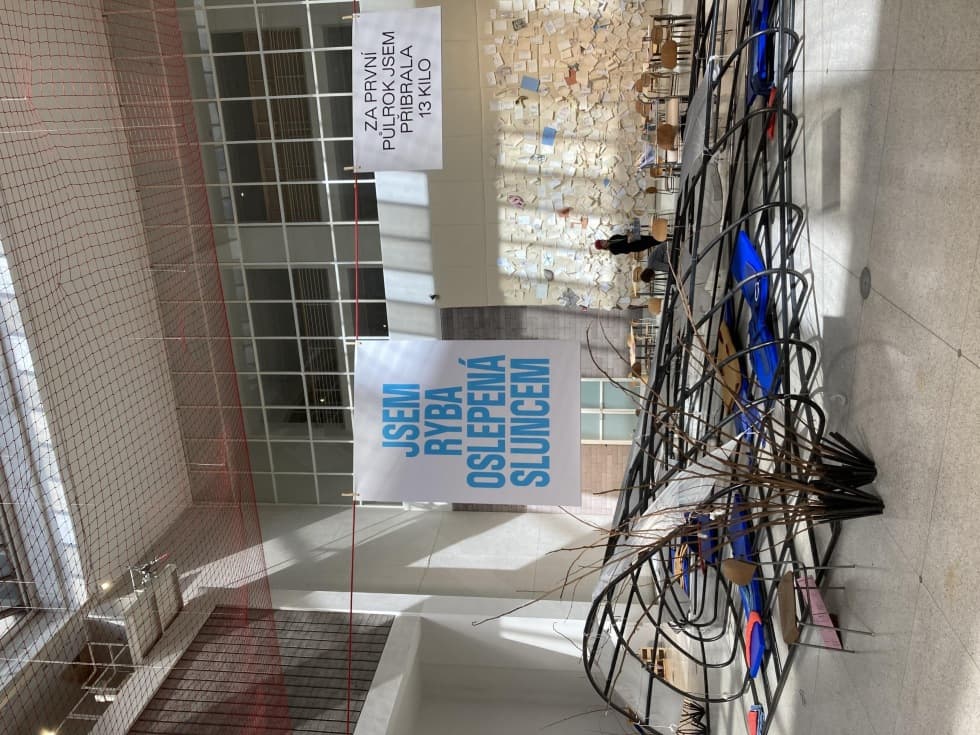 JSEM
RYBA
OSLEPENÁ
SLUNCEM
ZA PRVNÍ
PŮLROK JSEM
PŘIBRALA
13 KILO